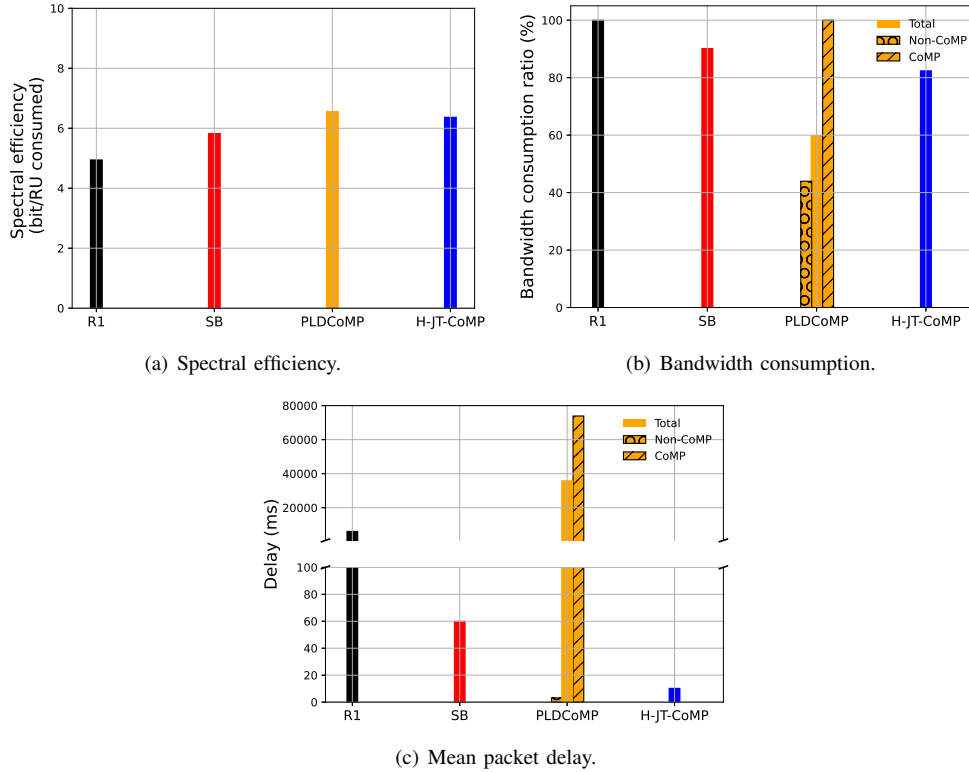 10
8
6
4
2
0
Spectral efficiency
(bit/RU consumed)
R1 SB PLDCoMP H-JT-CoMP
(a) Spectral efficiency.
100
80
60
40
20
0
Bandwidth consumption ratio (%)
Total
Non-CoMP
CoMP
R1 SB PLDCoMP H-JT-CoMP
(b) Bandwidth consumption.
80000
60000
40000
20000
100
80
60
40
20
0
Delay (ms)
Total
Non-CoMP
CoMP
R1 SB PLDCoMP H-JT-CoMP
(c) Mean packet delay.